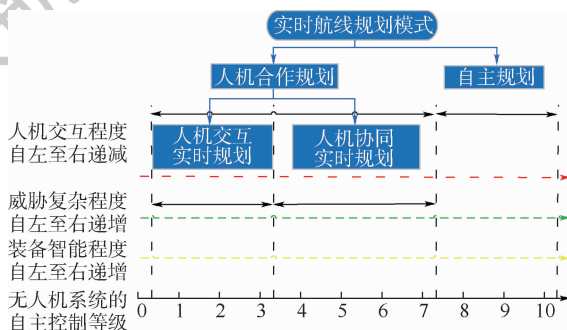 实时航线规划模式
人机合作规划
自主规划
人机交互程度
自左至右递减
人机交互
实时规划
人机协同
实时规划
威胁复杂程度
自左至右递增
装备智能程度
自左至右递增
无人机系统的
自主控制等级
0 1 2 3 4 5 6 7 8 9 10